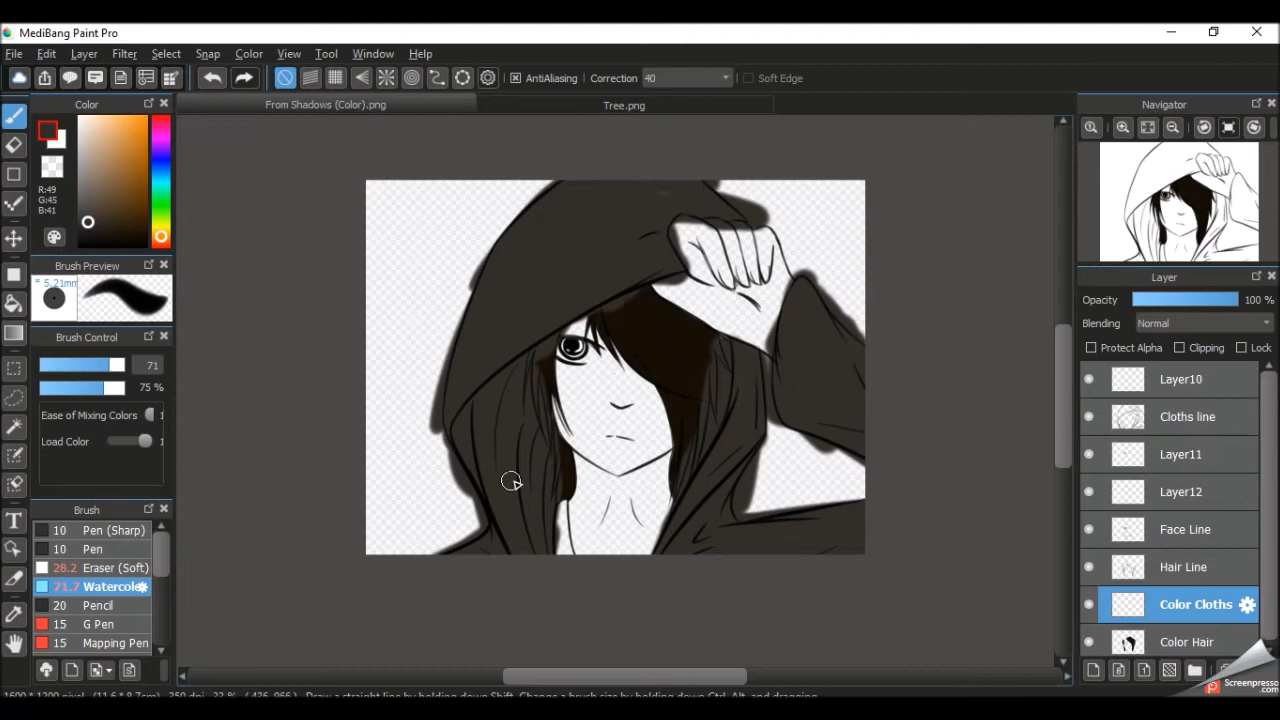 MediBang Paint Pro
File Edit Layer Filter Select Snap Color View Tool Window Help
AntiAliasing Correction 40 Soft Edge
Color
From Shadows (Color).png
Tree.png
Navigator
R:49
G:45
B:41
Brush Preview
* 5.21mm
Brush Control
71
75 %
Ease of Mixing Colors 1
Load Color 1
Brush
10 Pen (Sharp)
10 Pen
28.2 Eraser (Soft)
71.7 Watercolo
20 Pencil
15 G Pen
15 Mapping Pen
Layer
Opacity 100 %
Blending Normal
Protect Alpha Clipping Lock
Layer10
Cloths line
Layer11
Layer12
Face Line
Hair Line
Color Cloths
Color Hair
Screenpresso
.com
1600 * 1200 pixel (11.6 * 8.7cm) 350 dpi 33 % ( 436, 966 ) Draw a straight line by holding down Shift, Change a brush size by holding down Ctrl, Alt, and dragging